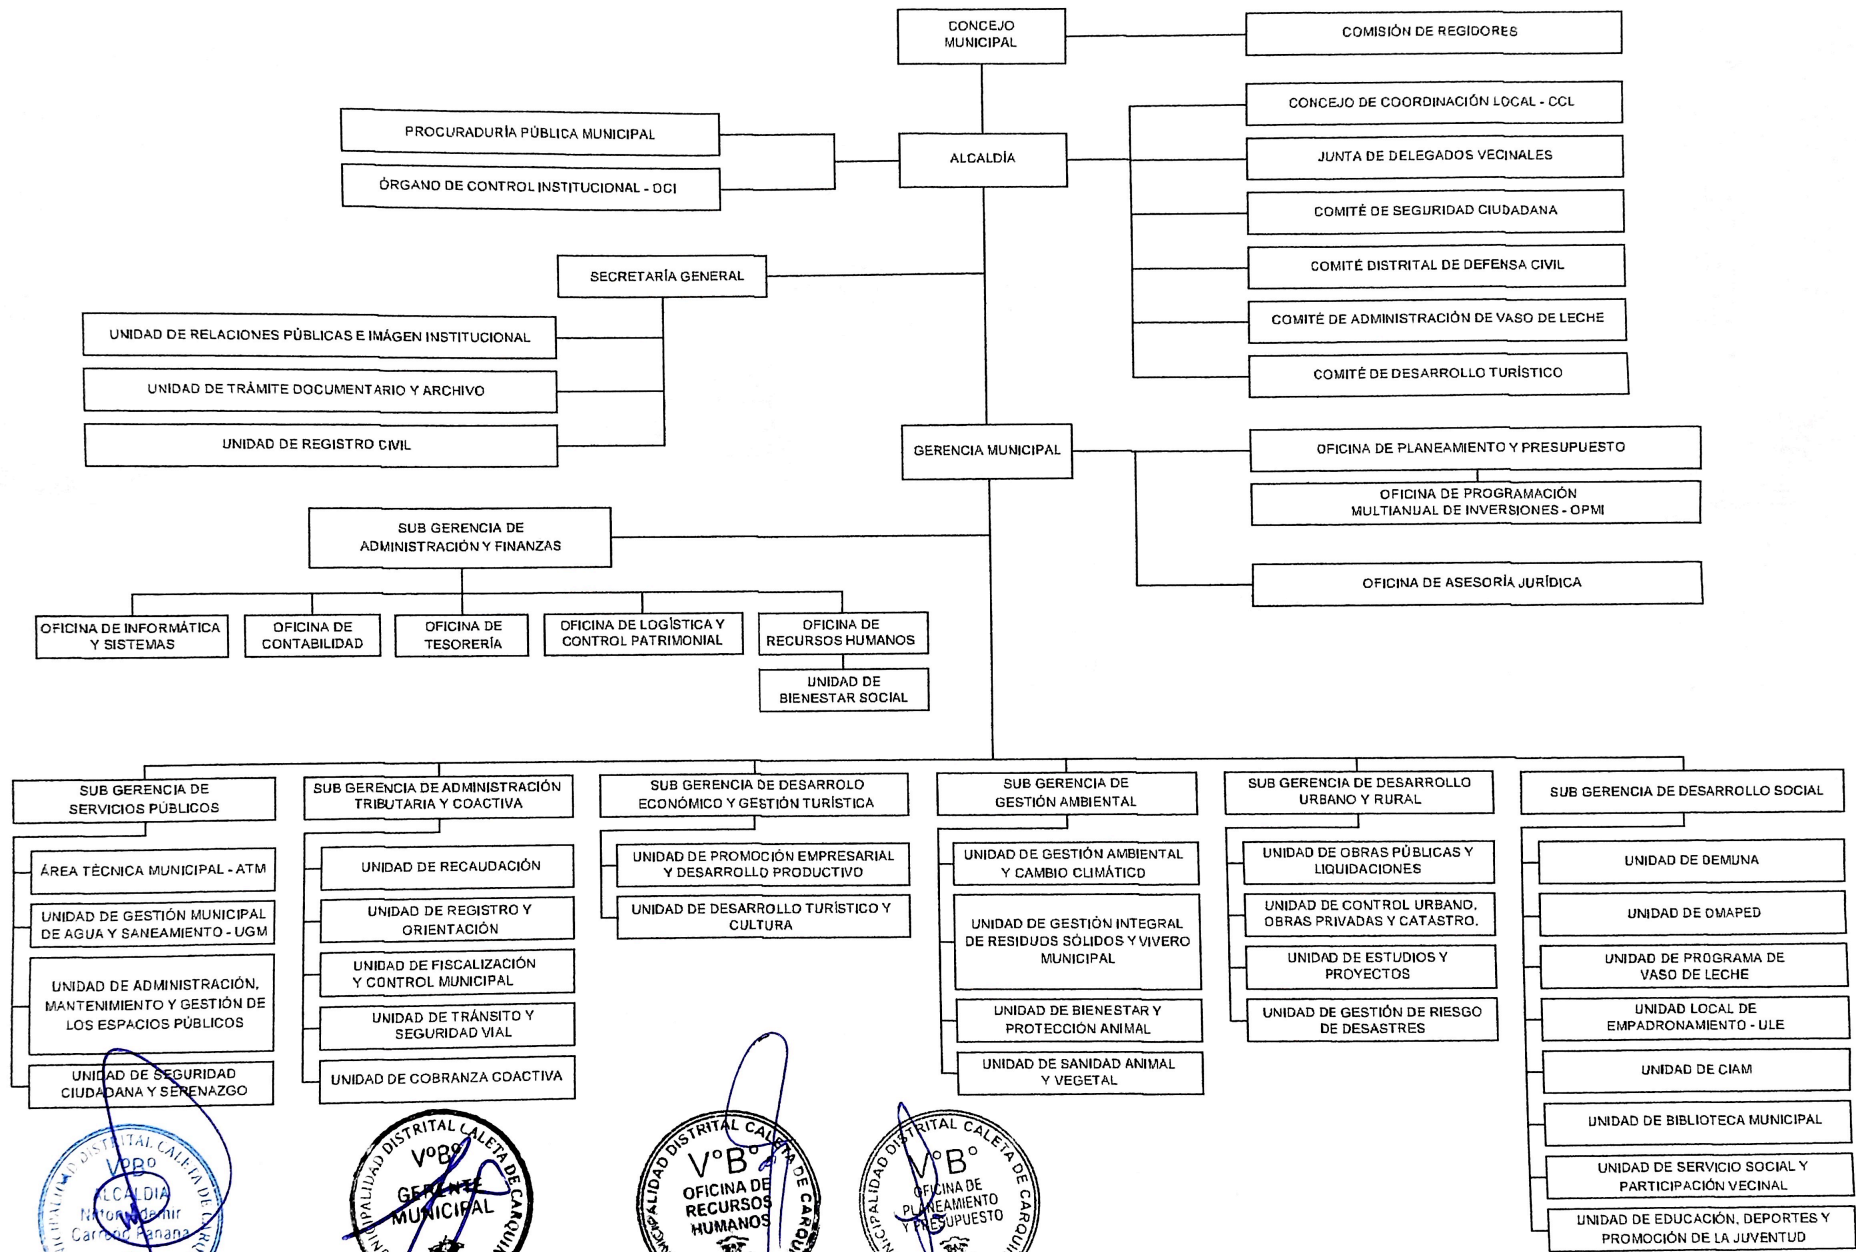 CONCEJO
MUNICIPAL
COMISIÓN DE REGIDORES
CONCEJO DE COORDINACIÓN LOCAL - CCL
PROCURADURÍA PÚBLICA MUNICIPAL
ALCALDÍA
JUNTA DE DELEGADOS VECINALES
ÓRGANO DE CONTROL INSTITUCIONAL - OCI
COMITÉ DE SEGURIDAD CIUDADANA
COMITÉ DISTRITAL DE DEFENSA CIVIL
COMITÉ DE ADMINISTRACIÓN DE VASO DE LECHE
COMITÉ DE DESARROLLO TURÍSTICO
SECRETARÍA GENERAL
UNIDAD DE RELACIONES PÚBLICAS E IMÁGEN INSTITUCIONAL
UNIDAD DE TRÁMITE DOCUMENTARIO Y ARCHIVO
UNIDAD DE REGISTRO CIVIL
GERENCIA MUNICIPAL
OFICINA DE PLANEAMIENTO Y PRESUPUESTO
OFICINA DE PROGRAMACIÓN
MULTIANUAL DE INVERSIONES - OPMI
OFICINA DE ASESORÍA JURÍDICA
SUB GERENCIA DE
ADMINISTRACIÓN Y FINANZAS
OFICINA DE INFORMÁTICA
Y SISTEMAS
OFICINA DE
CONTABILIDAD
OFICINA DE
TESORERÍA
OFICINA DE LOGÍSTICA Y
CONTROL PATRIMONIAL
OFICINA DE
RECURSOS HUMANOS
UNIDAD DE
BIENESTAR SOCIAL
SUB GERENCIA DE
SERVICIOS PÚBLICOS
ÁREA TÉCNICA MUNICIPAL - ATM
UNIDAD DE GESTIÓN MUNICIPAL
DE AGUA Y SANEAMIENTO - UGM
UNIDAD DE ADMINISTRACIÓN,
MANTENIMIENTO Y GESTIÓN DE
LOS ESPACIOS PÚBLICOS
UNIDAD DE SEGURIDAD
CIUDADANA Y SERENAZGO
SUB GERENCIA DE ADMINISTRACIÓN
TRIBUTARIA Y COACTIVA
UNIDAD DE RECAUDACIÓN
UNIDAD DE REGISTRO Y
ORIENTACIÓN
UNIDAD DE FISCALIZACIÓN
Y CONTROL MUNICIPAL
UNIDAD DE TRÁNSITO Y
SEGURIDAD VIAL
UNIDAD DE COBRANZA COACTIVA
SUB GERENCIA DE DESARROLO
ECONÓMICO Y GESTIÓN TURÍSTICA
UNIDAD DE PROMOCIÓN EMPRESARIAL
Y DESARROLLO PRODUCTIVO
UNIDAD DE DESARROLLO TURÍSTICO Y
CULTURA
SUB GERENCIA DE
GESTIÓN AMBIENTAL
UNIDAD DE GESTIÓN AMBIENTAL
Y CAMBIO CLIMÁTICO
UNIDAD DE GESTIÓN INTEGRAL
DE RESIDUOS SÓLIDOS Y VIVERO
MUNICIPAL
UNIDAD DE BIENESTAR Y
PROTECCIÓN ANIMAL
UNIDAD DE SANIDAD ANIMAL
Y VEGETAL
SUB GERENCIA DE DESARROLLO
URBANO Y RURAL
UNIDAD DE OBRAS PÚBLICAS Y
LIQUIDACIONES
UNIDAD DE CONTROL URBANO,
OBRAS PRIVADAS Y CATASTRO.
UNIDAD DE ESTUDIOS Y
PROYECTOS
UNIDAD DE GESTIÓN DE RIESGO
DE DESASTRES
SUB GERENCIA DE DESARROLLO SOCIAL
UNIDAD DE DEMUNA
UNIDAD DE OMAPED
UNIDAD DE PROGRAMA DE
VASO DE LECHE
UNIDAD LOCAL DE
EMPADRONAMIENTO - ULE
UNIDAD DE CIAM
UNIDAD DE BIBLIOTECA MUNICIPAL
UNIDAD DE SERVICIO SOCIAL Y
PARTICIPACIÓN VECINAL
UNIDAD DE EDUCACIÓN, DEPORTES Y
PROMOCIÓN DE LA JUVENTUD
DISTRITAL CALETA DE
VºBº
ALCALDIA
DISTRITAL CALETA DE
VºBº
GERENTE
MUNICIPAL
DISTRITAL CALETA DE
V°B°
OFICINA DE
RECURSOS
HUMANOS
DISTRITAL CALETA DE
V°B°
OFICINA DE
PLANEAMIENTO
Y PRESUPUESTO